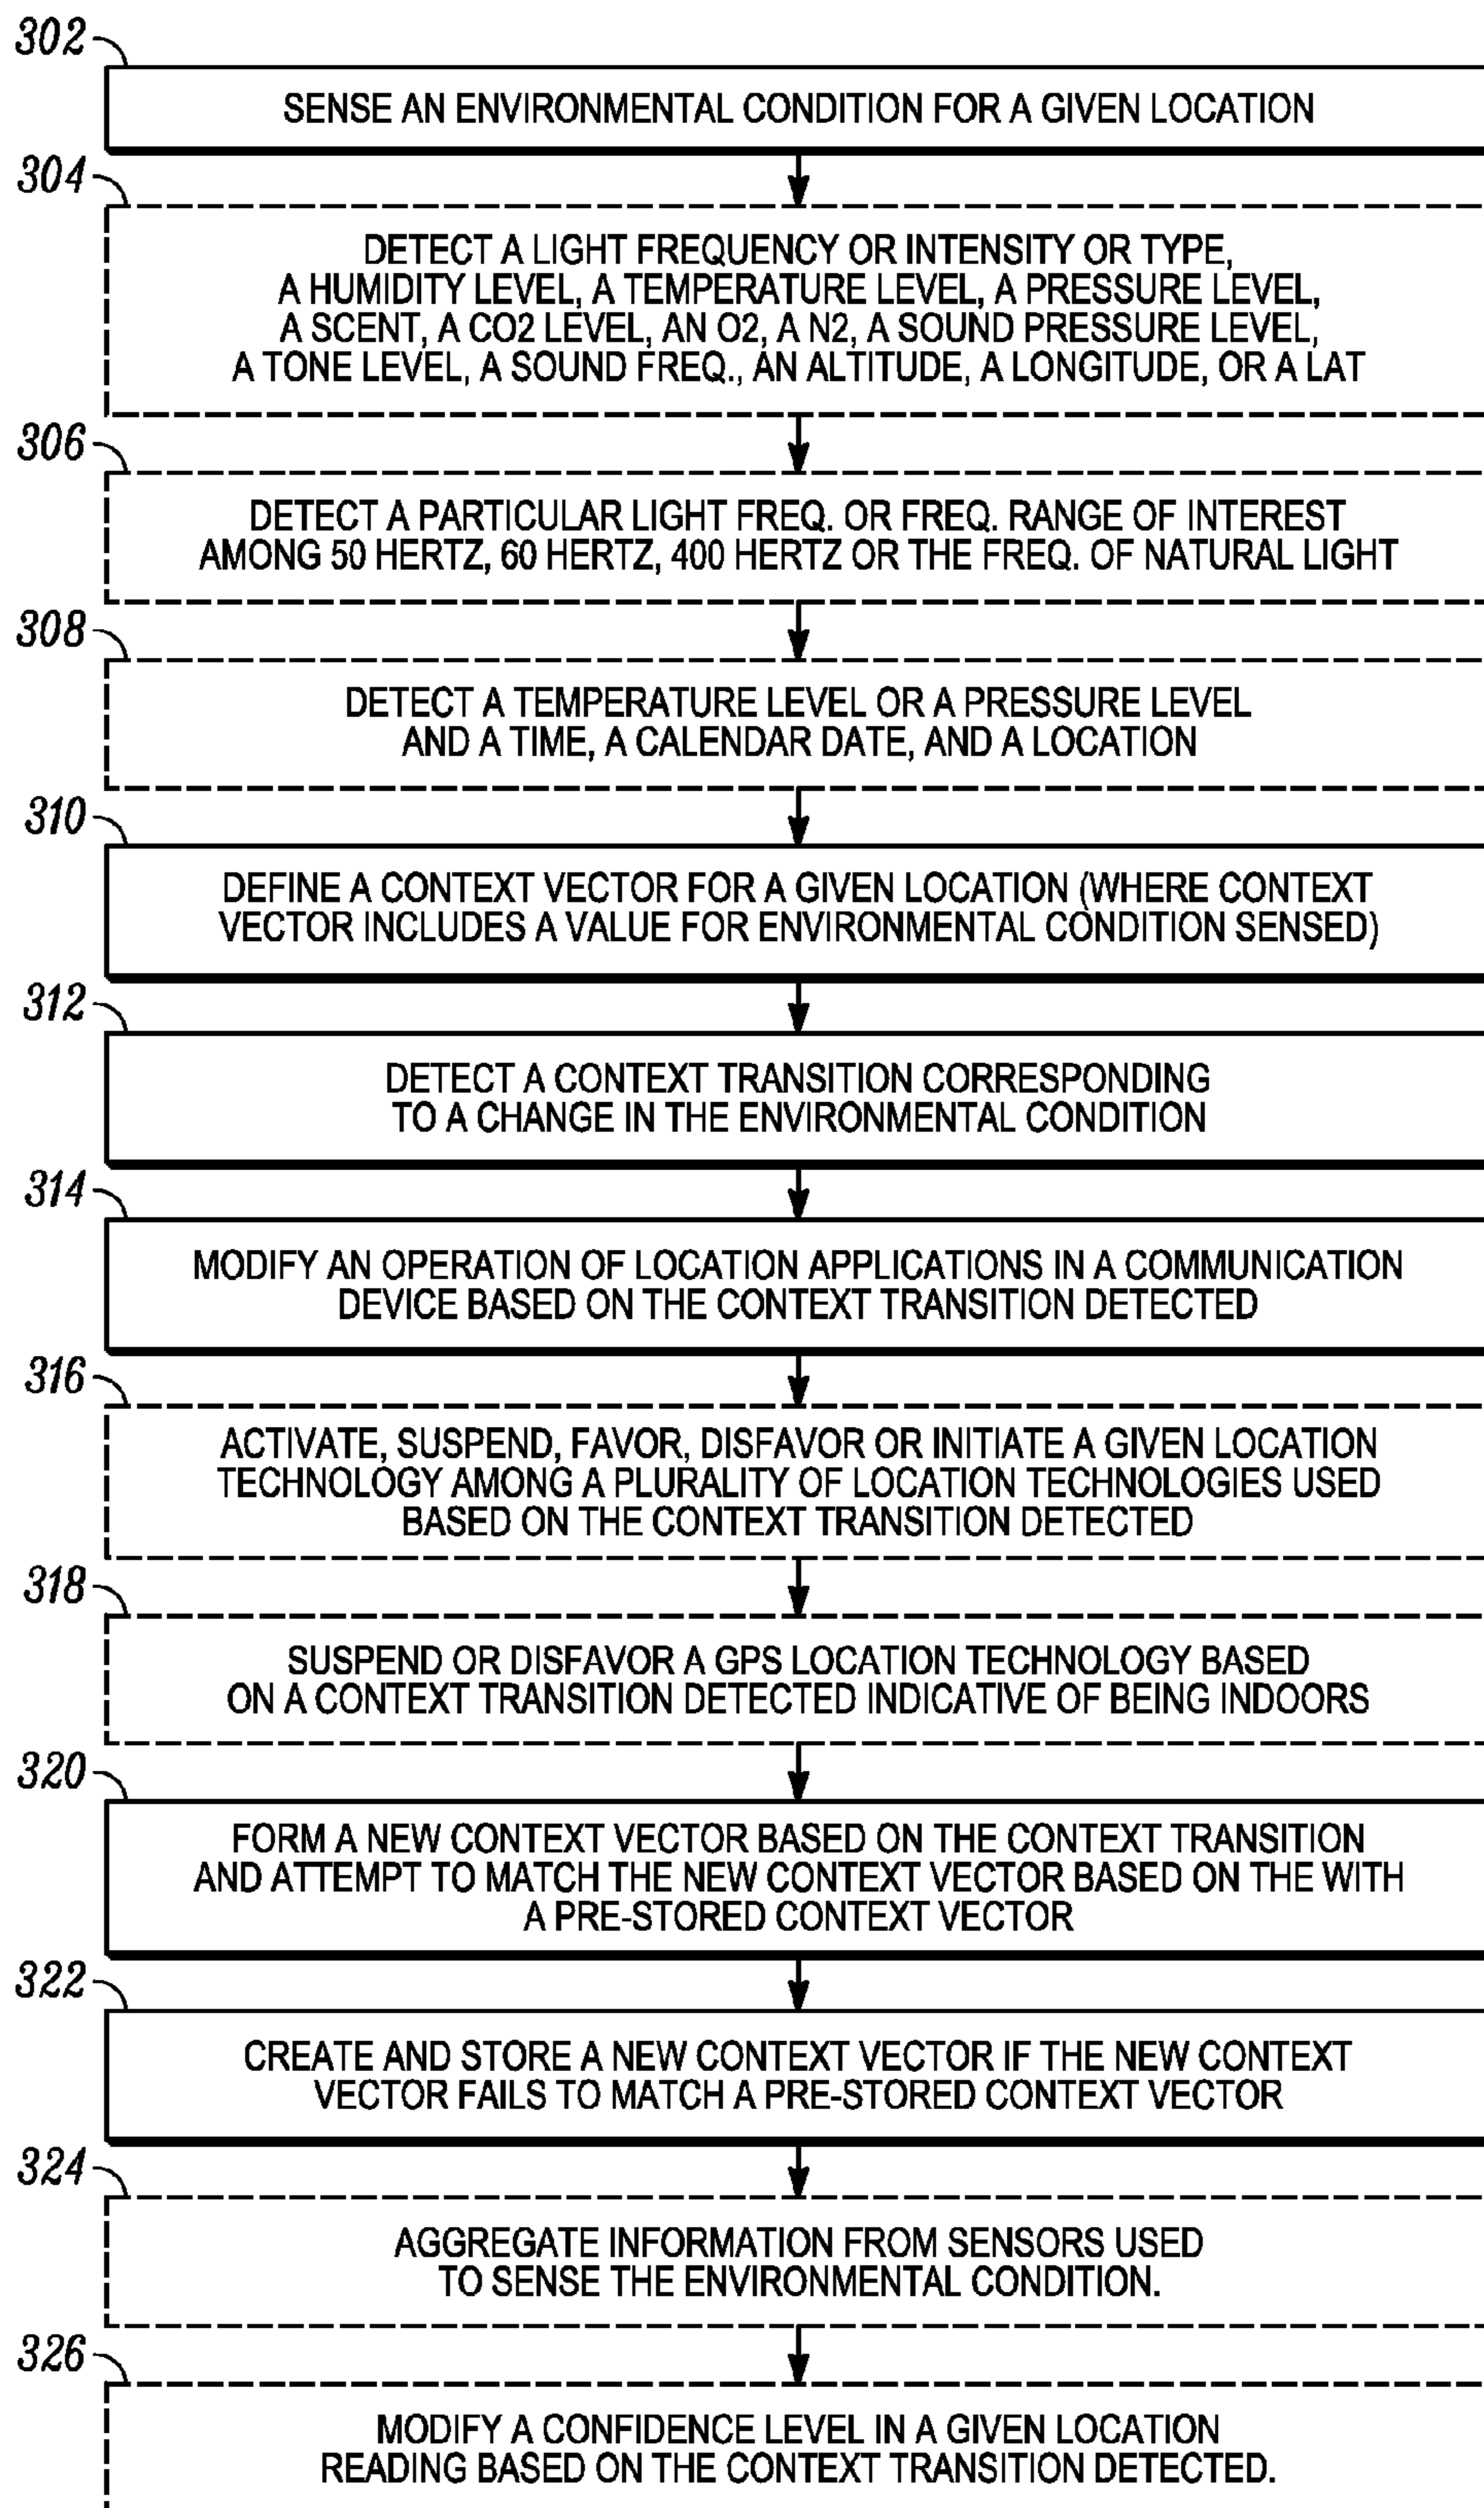 302
SENSE AN ENVIRONMENTAL CONDITION FOR A GIVEN LOCATION
304
DETECT A LIGHT FREQUENCY OR INTENSITY OR TYPE,
A HUMIDITY LEVEL, A TEMPERATURE LEVEL, A PRESSURE LEVEL,
A SCENT, A CO2 LEVEL, AN O2, A N2, A SOUND PRESSURE LEVEL,
A TONE LEVEL, A SOUND FREQ., AN ALTITUDE, A LONGITUDE, OR A LAT
306
DETECT A PARTICULAR LIGHT FREQ. OR FREQ. RANGE OF INTEREST
AMONG 50 HERTZ, 60 HERTZ, 400 HERTZ OR THE FREQ. OF NATURAL LIGHT
308
DETECT A TEMPERATURE LEVEL OR A PRESSURE LEVEL
AND A TIME, A CALENDAR DATE, AND A LOCATION
310
DEFINE A CONTEXT VECTOR FOR A GIVEN LOCATION (WHERE CONTEXT
VECTOR INCLUDES A VALUE FOR ENVIRONMENTAL CONDITION SENSED)
312
DETECT A CONTEXT TRANSITION CORRESPONDING
TO A CHANGE IN THE ENVIRONMENTAL CONDITION
314
MODIFY AN OPERATION OF LOCATION APPLICATIONS IN A COMMUNICATION
DEVICE BASED ON THE CONTEXT TRANSITION DETECTED
316
ACTIVATE, SUSPEND, FAVOR, DISFAVOR OR INITIATE A GIVEN LOCATION
TECHNOLOGY AMONG A PLURALITY OF LOCATION TECHNOLOGIES USED
BASED ON THE CONTEXT TRANSITION DETECTED
318
SUSPEND OR DISFAVOR A GPS LOCATION TECHNOLOGY BASED
ON A CONTEXT TRANSITION DETECTED INDICATIVE OF BEING INDOORS
320
FORM A NEW CONTEXT VECTOR BASED ON THE CONTEXT TRANSITION
AND ATTEMPT TO MATCH THE NEW CONTEXT VECTOR BASED ON THE WITH
A PRE-STORED CONTEXT VECTOR
322
CREATE AND STORE A NEW CONTEXT VECTOR IF THE NEW CONTEXT
VECTOR FAILS TO MATCH A PRE-STORED CONTEXT VECTOR
324
AGGREGATE INFORMATION FROM SENSORS USED
TO SENSE THE ENVIRONMENTAL CONDITION.
326
MODIFY A CONFIDENCE LEVEL IN A GIVEN LOCATION
READING BASED ON THE CONTEXT TRANSITION DETECTED.